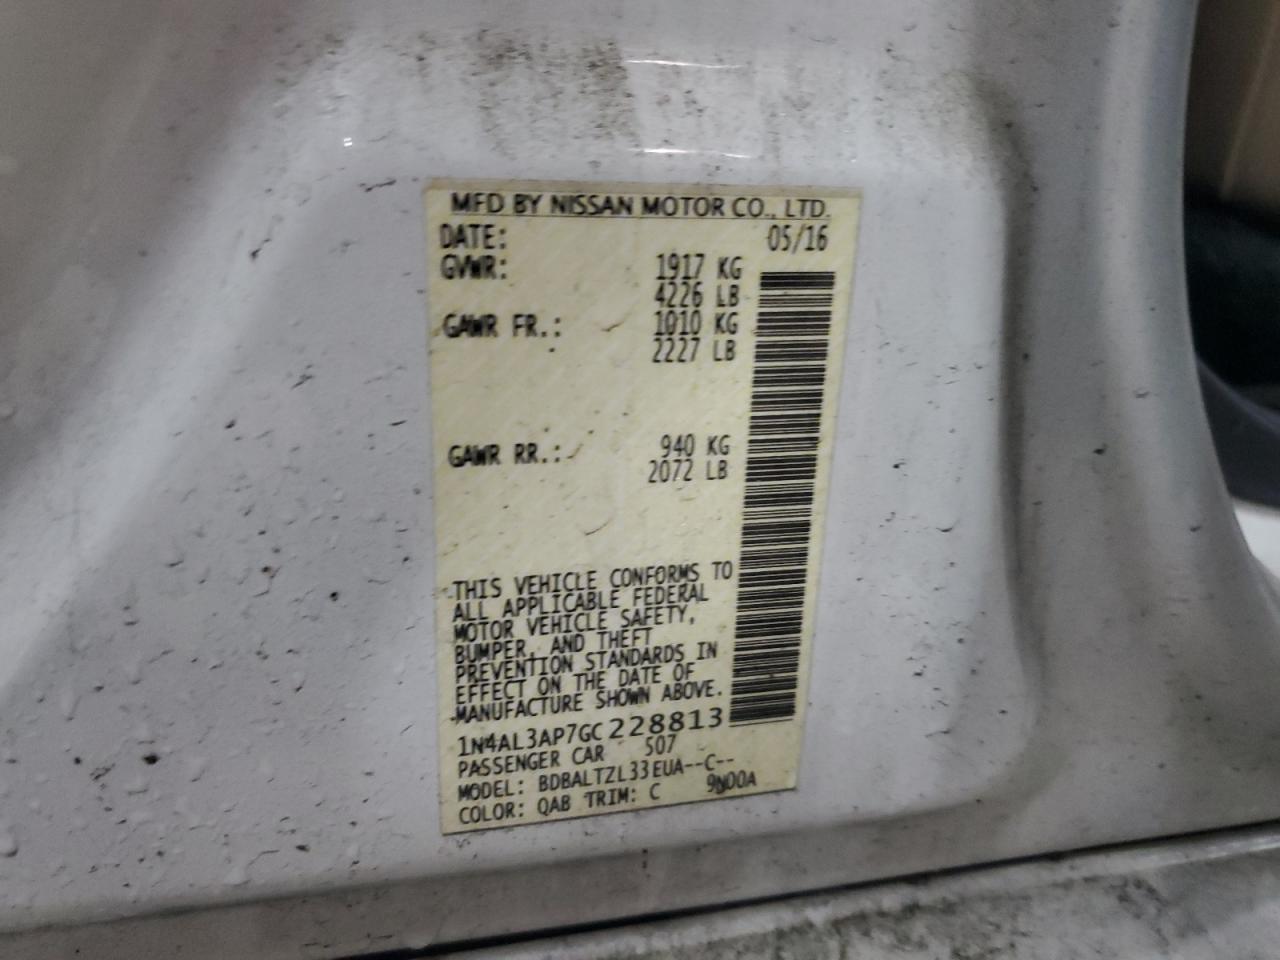 MFD BY NISSAN MOTOR CO., LTD.
DATE: 05/16
GVWR: 1917 KG
4226 LB
GAWR FR.: 1010 KG
2227 LB
GAWR RR.: 940 KG
2072 LB
THIS VEHICLE CONFORMS TO
ALL APPLICABLE FEDERAL
MOTOR VEHICLE SAFETY,
BUMPER, AND THEFT
PREVENTION STANDARDS IN
EFFECT ON THE DATE OF
MANUFACTURE SHOWN ABOVE.
1N4AL3AP7GC228813
PASSENGER CAR 507
MODEL: BDBALTZL33EUA--C--
COLOR: QAB TRIM: C 9N00A